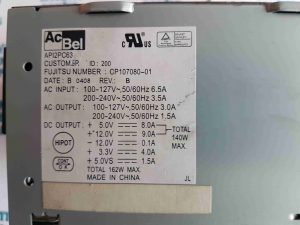 AcBel
API2PC63
CUSTOMER ID: 200
FUJITSU NUMBER : CP107080-01
DATE: B 0408 REV: B
AC INPUT : 100-127V~,50/60Hz 6.5A
200-240V~,50/60Hz 3.5A
AC OUTPUT : 100-127V~,50/60Hz 3.0A
200-240V~,50/60Hz 1.5A
DC OUTPUT : + 5.0V 8.0A
+12.0V 9.0A
-12.0V 0.1A
+ 3.3V 4.0A
+ 5.0VS 1.5A
TOTAL
140W
MAX.
HIPOT
CONT
O.K
TOTAL 162W MAX.
MADE IN CHINA
JL